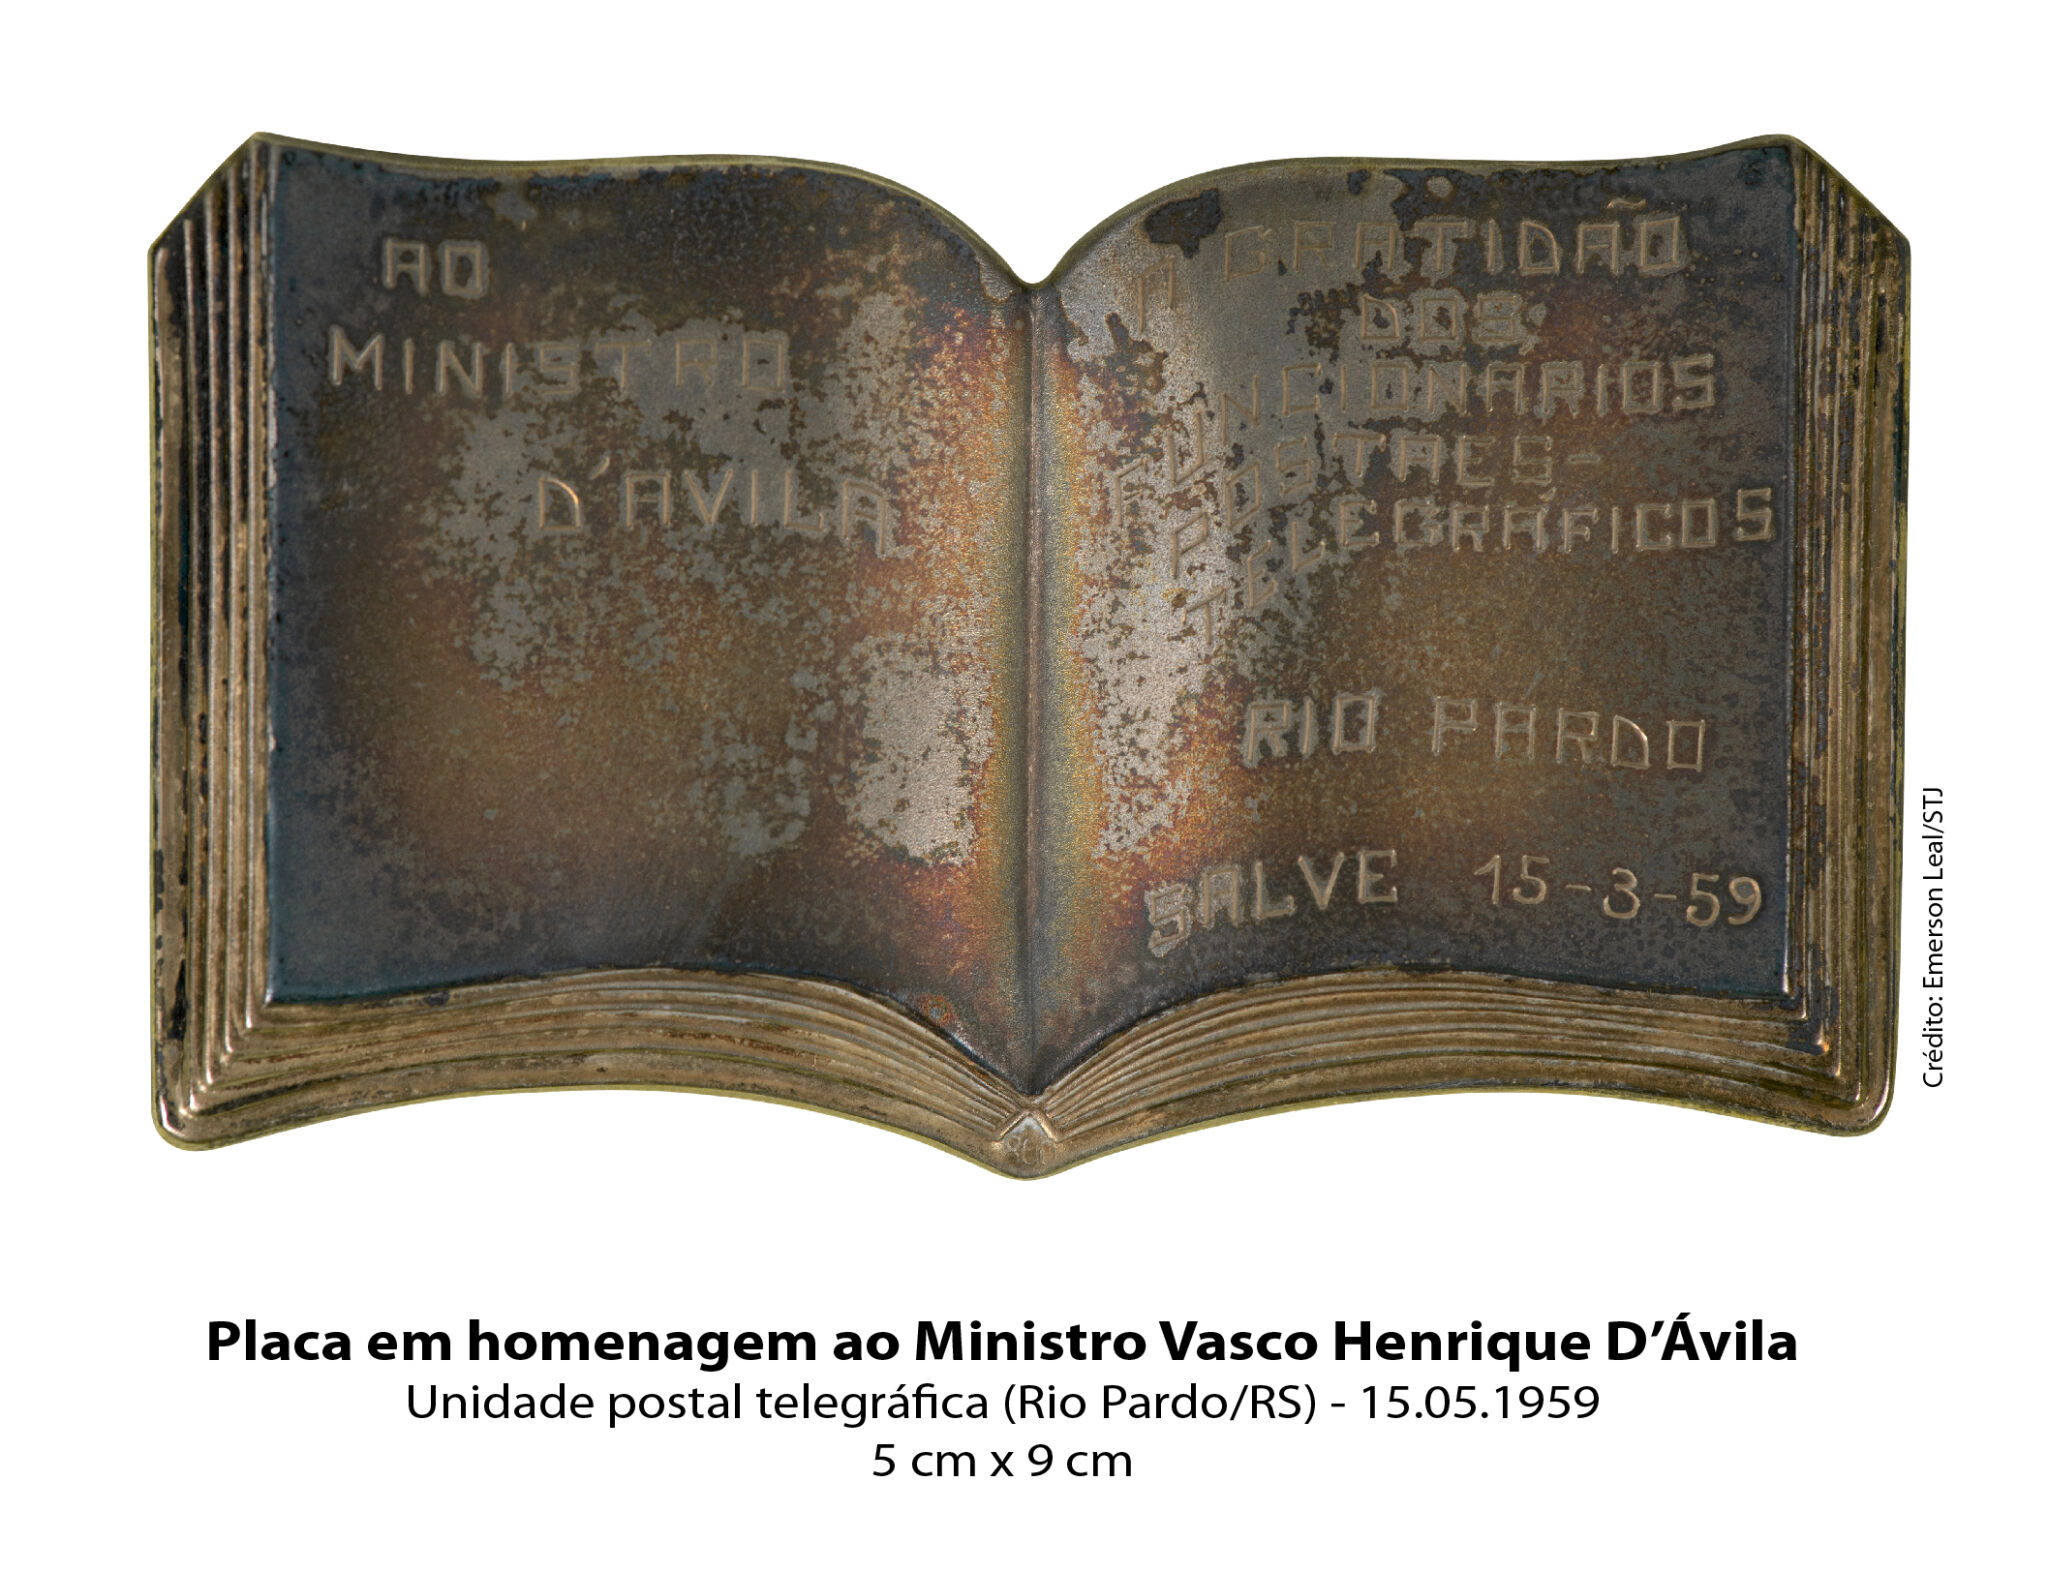 AO
MINISTRO
D'AVILA
A GRATIDÃO
DOS
FUNCIONARIOS
POSTAES-
TELEGRÁFICOS
RIO PARDO
SALVE 15-3-59
Crédito: Emerson Leal/STJ
Placa em homenagem ao Ministro Vasco Henrique D’Ávila
Unidade postal telegráfica (Rio Pardo/RS) - 15.05.1959
5 cm x 9 cm